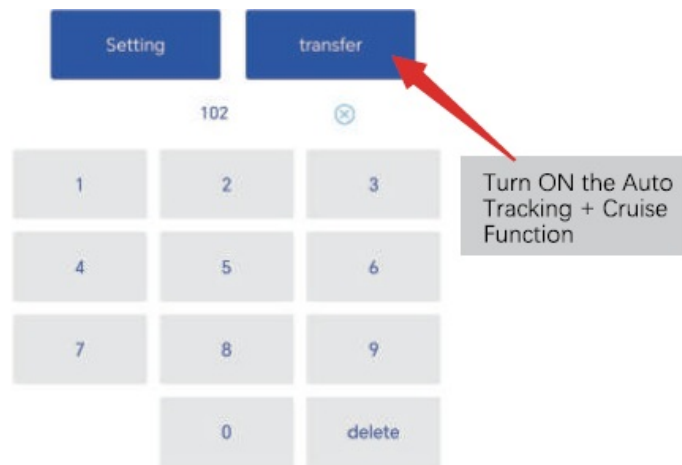 Setting
transfer
102
1
2
3
Turn ON the Auto
Tracking + Cruise
Function
4
5
6
7
8
9
0
delete